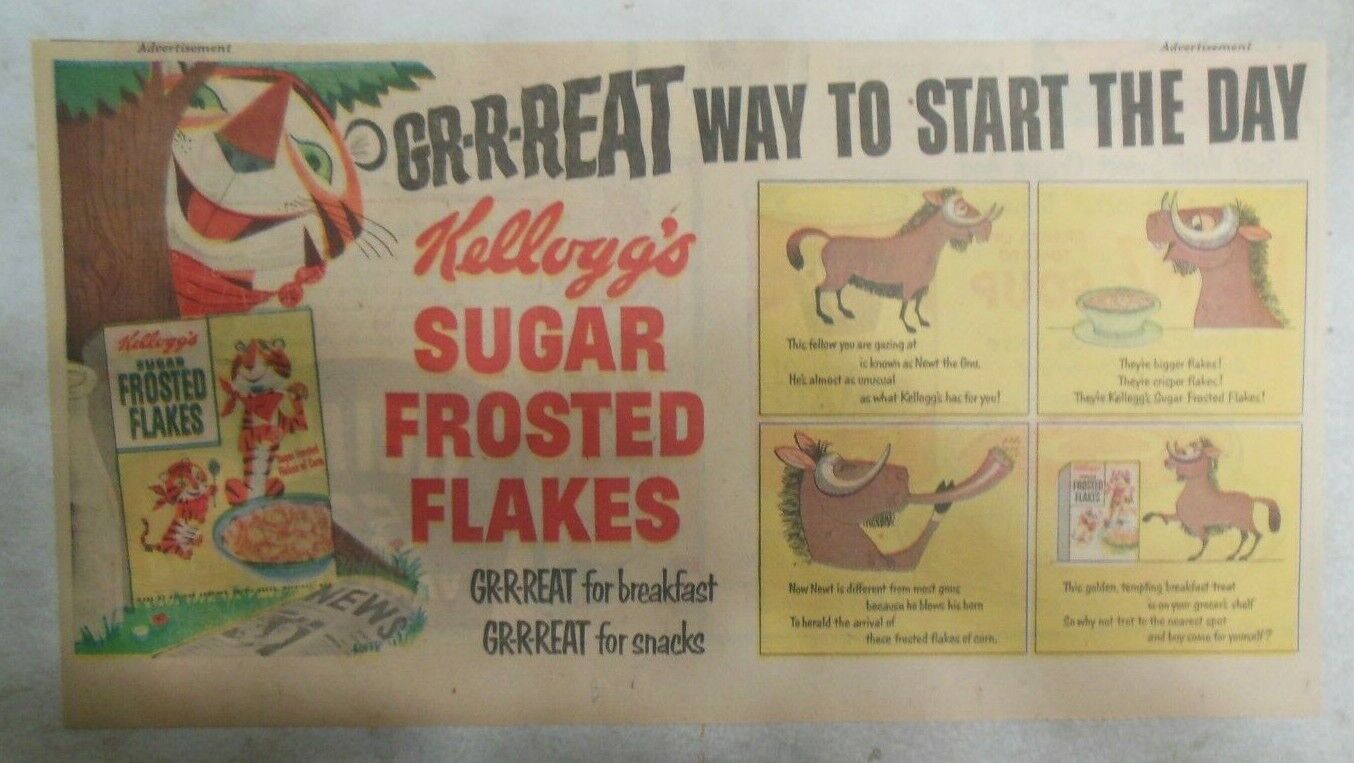 Advertisement
Advertisement
GR-R-REAT WAY TO START THE DAY
Kellogg's
SUGAR
FROSTED
FLAKES
GR-R-REAT for breakfast
GR-R-REAT for snacks
Kellogg's
SUGAR
FROSTED
FLAKES
NEWS
This fellow you are gazing at
is known as Newt the Gnu.
He's almost as unusual
as what Kellogg's has for you!
They're bigger flakes!
They're crisper flakes!
They're Kellogg's Sugar Frosted Flakes!
Now Newt is different from most gnus
because he blows his horn
To herald the arrival of
these frosted flakes of corn.
FROSTED
FLAKES
This golden, tempting breakfast treat
is on your grocer's shelf
So why not trot to the nearest spot
and buy some for yourself?